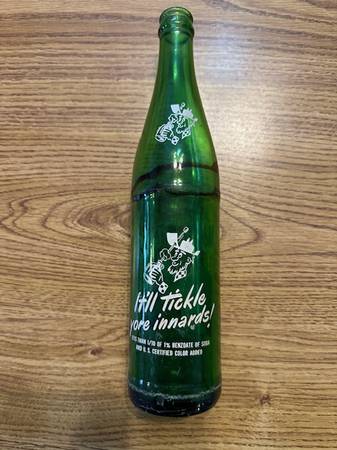 It'll Tickle
yore innards!
LESS THAN 1/10 OF 1% BENZOATE OF SODA
AND U.S. CERTIFIED COLOR ADDED